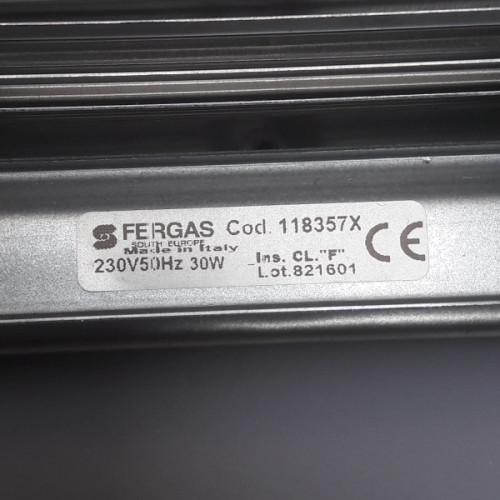 FERGAS Cod. 118357X
SOUTH EUROPE
Made in Italy
230V50Hz 30W
Ins. CL."F"
Lot.821601
CE